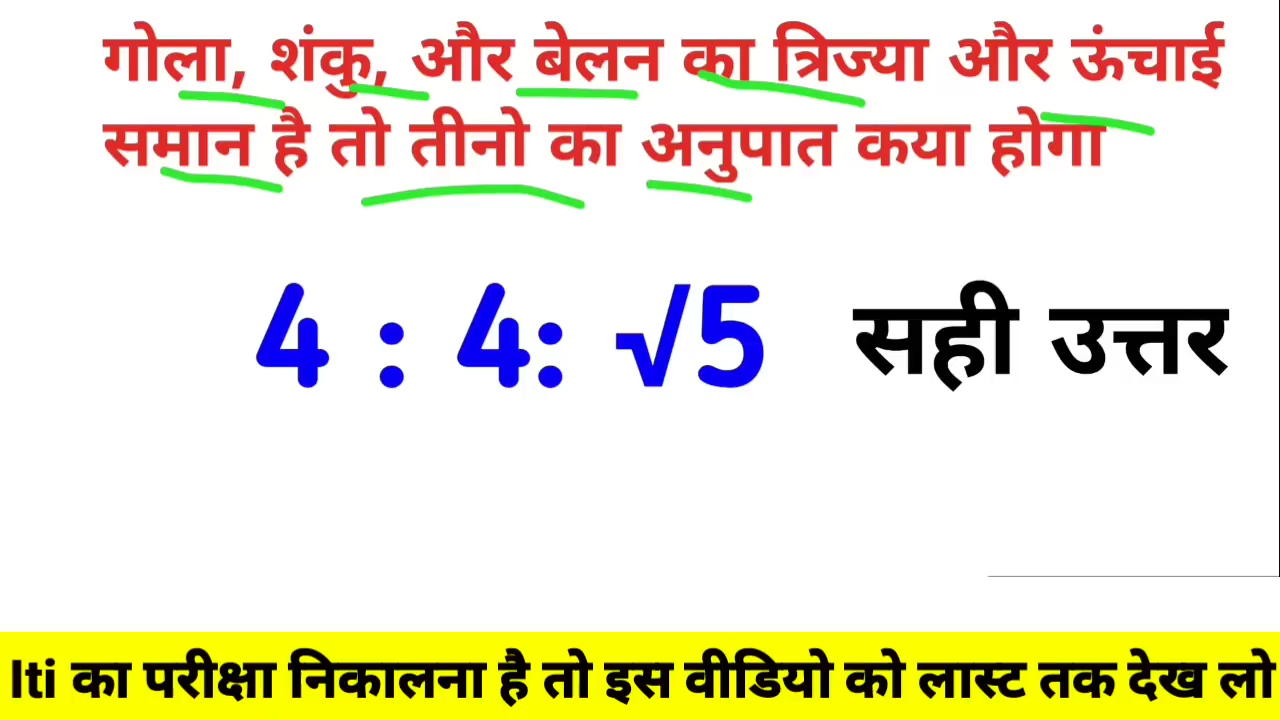 गोला, शंकु, और बेलन का त्रिज्या और ऊंचाई
समान है तो तीनो का अनुपात कया होगा
4 : 4: √5 सही उत्तर
Iti का परीक्षा निकालना है तो इस वीडियो को लास्ट तक देख लो